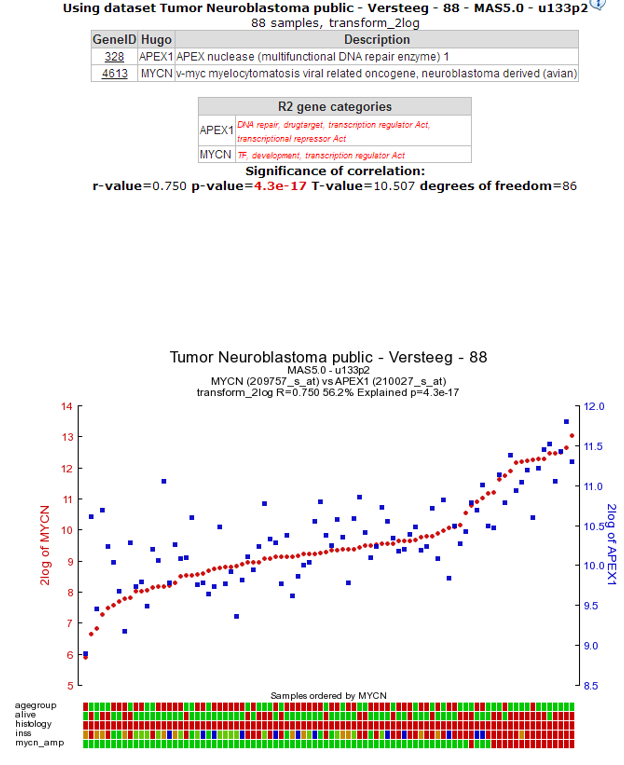 Using dataset Tumor Neuroblastoma public - Versteeg - 88 - MAS5.0 - u133p2
88 samples, transform_2log
GeneID Hugo Description
328 APEX1 APEX nuclease (multifunctional DNA repair enzyme) 1
4613 MYCN v-myc myelocytomatosis viral related oncogene, neuroblastoma derived (avian)
R2 gene categories
APEX1 DNA repair, drugtarget, transcription regulator Act,
transcriptional repressor Act
MYCN TF, development, transcription regulator Act
Significance of correlation:
r-value=0.750 p-value=4.3e-17 T-value=10.507 degrees of freedom=86
Tumor Neuroblastoma public - Versteeg - 88
MAS5.0 - u133p2
MYCN (209757_s_at) vs APEX1 (210027_s_at)
transform_2log R=0.750 56.2% Explained p=4.3e-17
14
13
12
11
10
9
8
7
6
5
2log of MYCN
12.0
11.5
11.0
10.5
10.0
9.5
9.0
8.5
2log of APEX1
Samples ordered by MYCN
agegroup
alive
histology
inss
mycn_amp